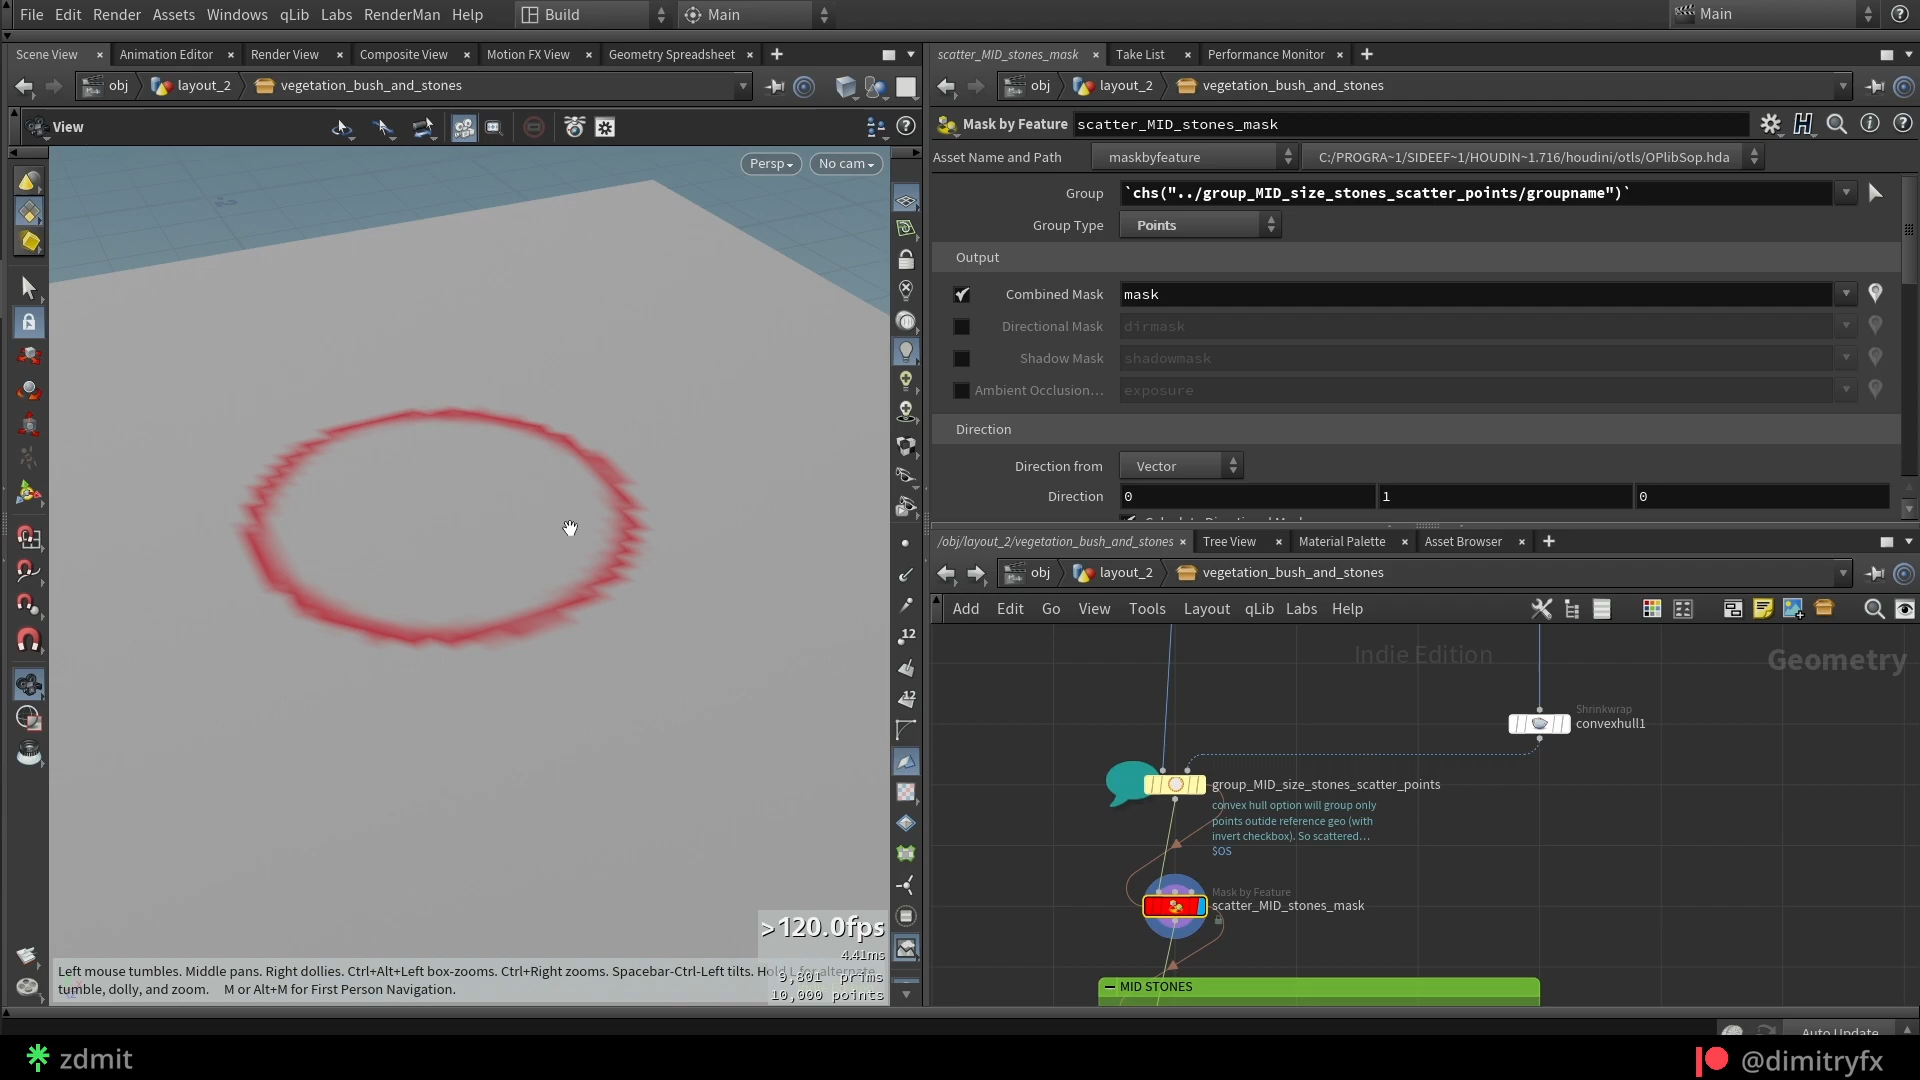 File Edit Render Assets Windows qLib Labs RenderMan Help Build Main Main
Scene View Animation Editor Render View Composite View Motion FX View Geometry Spreadsheet
obj layout_2 vegetation_bush_and_stones
View
Persp No cam
>120.0fps
4.41ms
9,801 prims
10,000 points
Left mouse tumbles. Middle pans. Right dollies. Ctrl+Alt+Left box-zooms. Ctrl+Right zooms. Spacebar-Ctrl-Left tilts. Hold L for alternate
tumble, dolly, and zoom. M or Alt+M for First Person Navigation.
12
12
scatter_MID_stones_mask Take List Performance Monitor
obj layout_2 vegetation_bush_and_stones
Mask by Feature scatter_MID_stones_mask
Asset Name and Path maskbyfeature C:/PROGRA~1/SIDEEF~1/HOUDIN~1.716/houdini/otls/OPlibSop.hda
Group `chs("../group_MID_size_stones_scatter_points/groupname")`
Group Type Points
Output
Combined Mask mask
Directional Mask dirmask
Shadow Mask shadowmask
Ambient Occlusion... exposure
Direction
Direction from Vector
Direction 0 1 0
/obj/layout_2/vegetation_bush_and_stones Tree View Material Palette Asset Browser
obj layout_2 vegetation_bush_and_stones
Add Edit Go View Tools Layout qLib Labs Help
Indie Edition
Geometry
Shrinkwrap
convexhull1
group_MID_size_stones_scatter_points
convex hull option will group only
points outide reference geo (with
invert checkbox). So scattered...
$OS
Mask by Feature
scatter_MID_stones_mask
MID STONES
Auto Update
zdmit
@dimitryfx